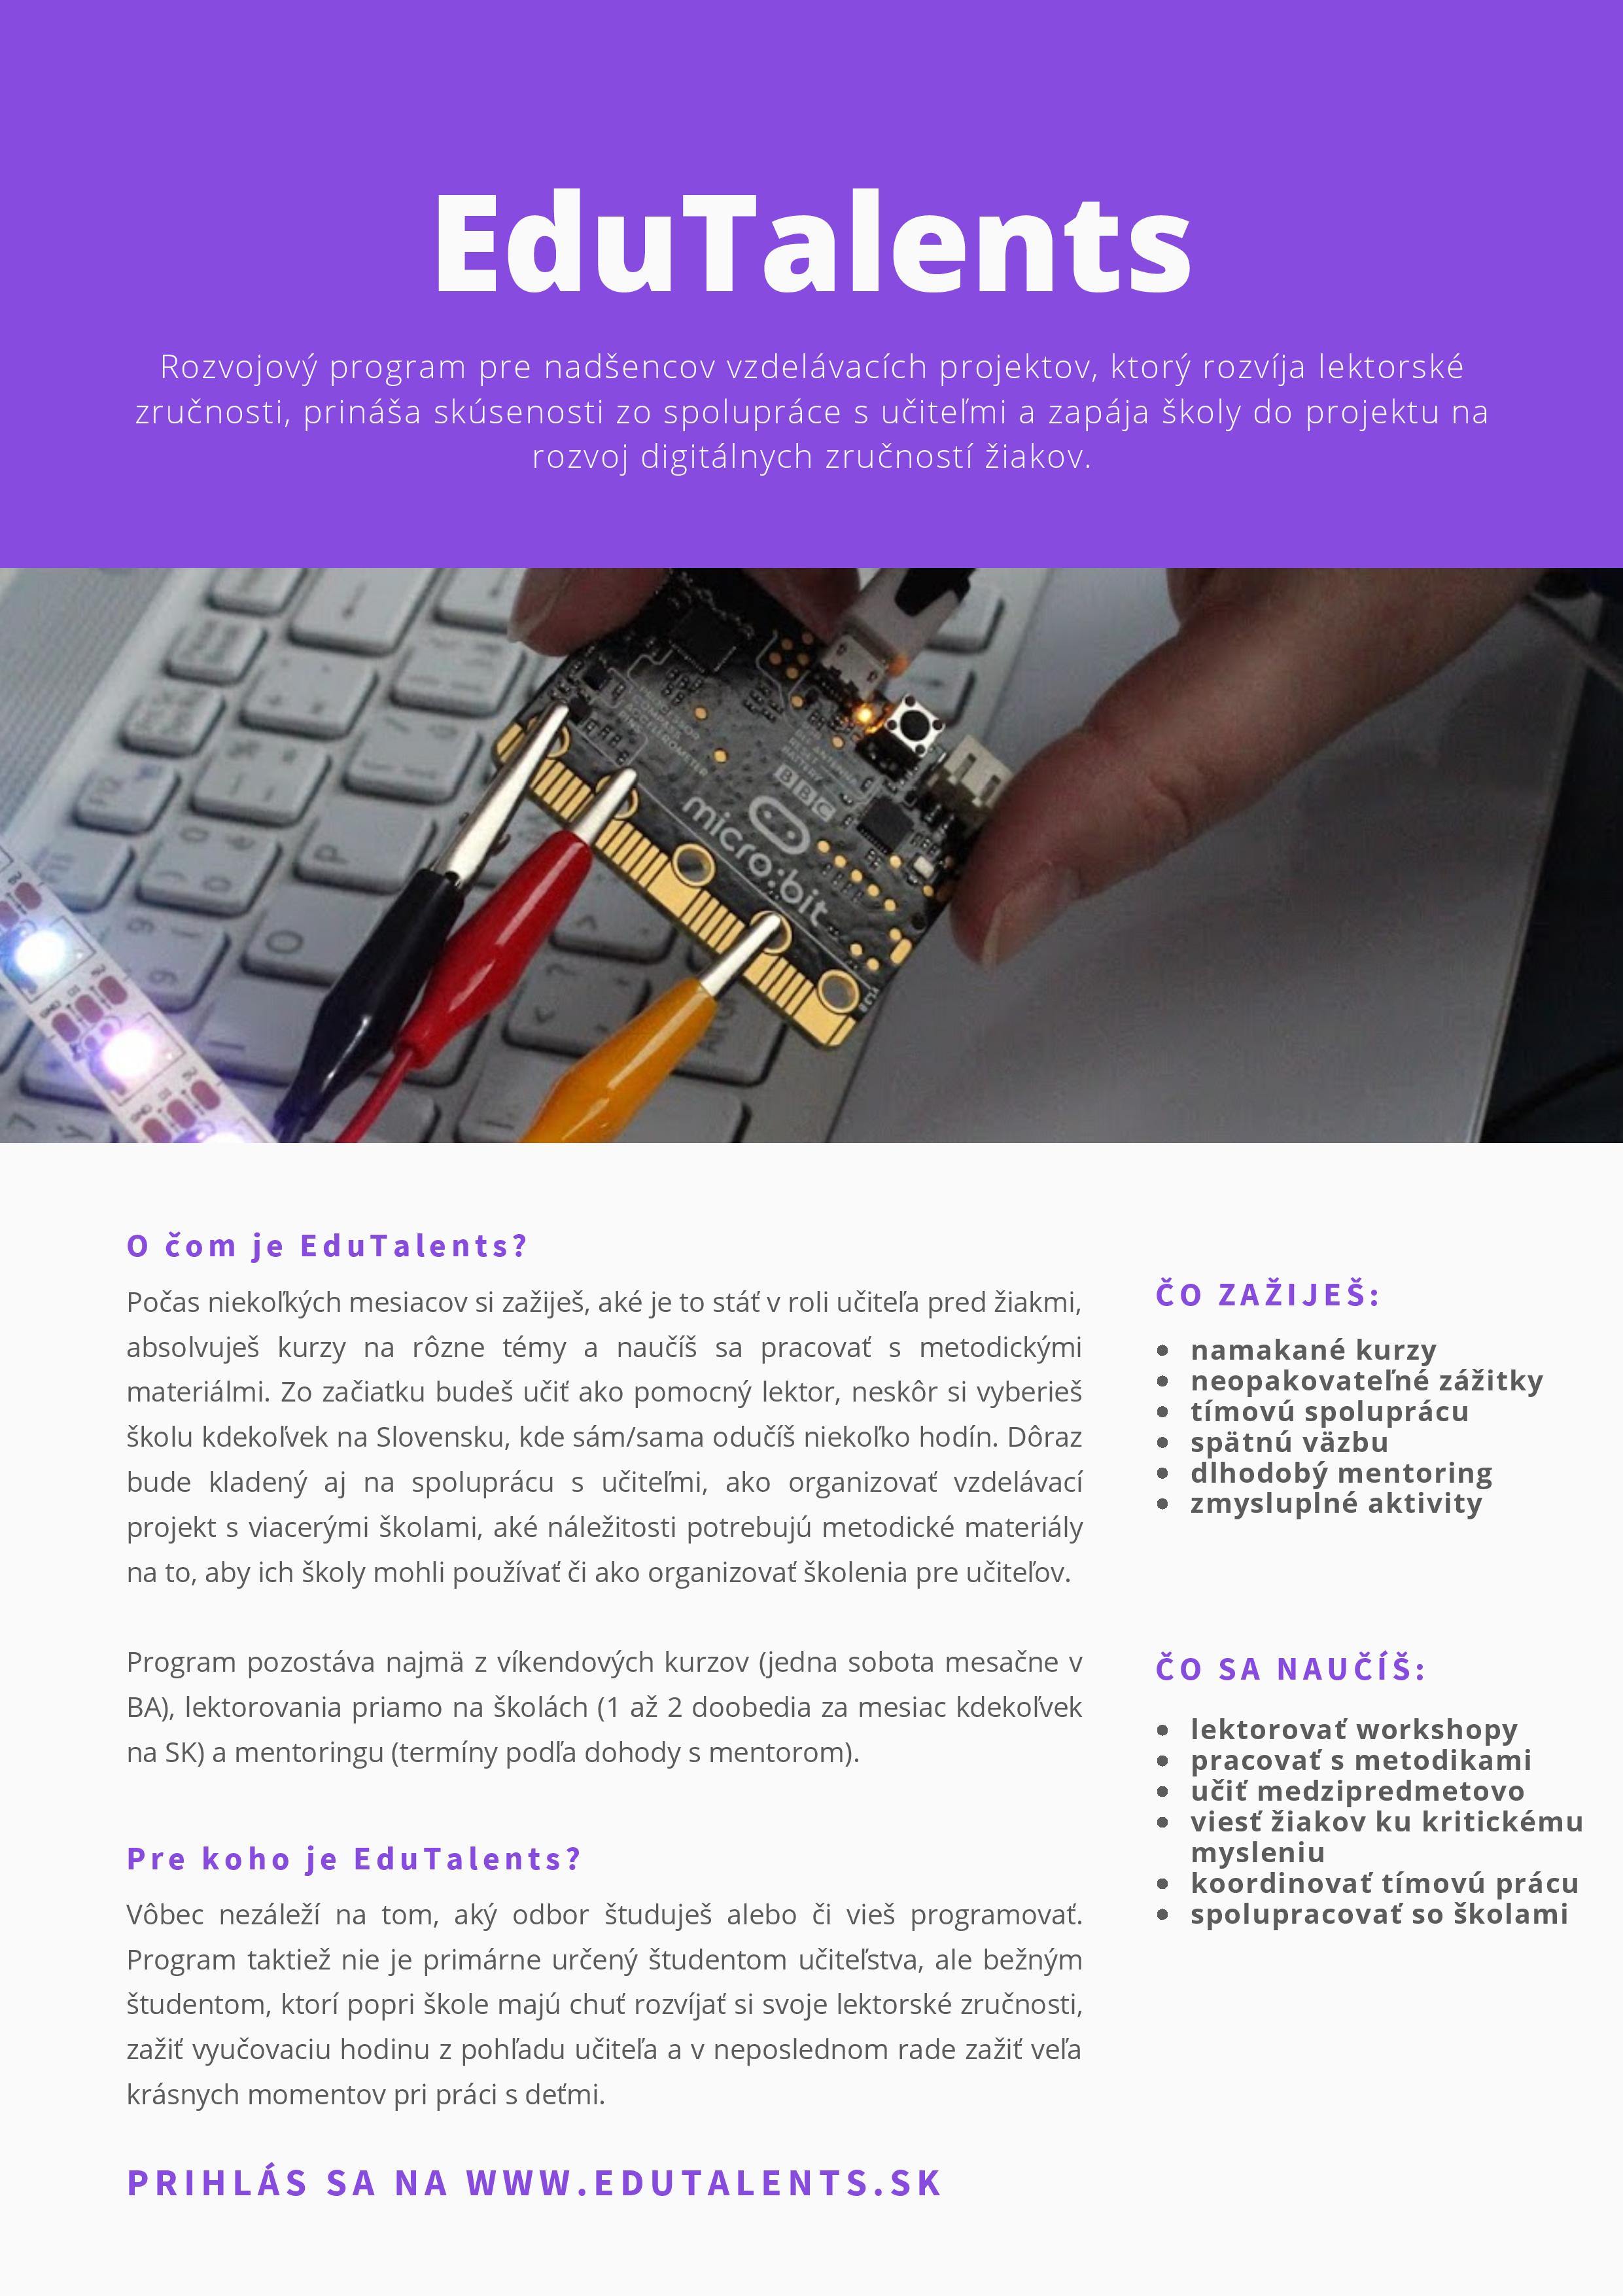 EduTalents
Rozvojový program pre nadšencov vzdelávacích projektov, ktorý rozvíja lektorské
zručnosti, prináša skúsenosti zo spolupráce s učiteľmi a zapája školy do projektu na
rozvoj digitálnych zručností žiakov.
BBC
micro:bit
O čom je EduTalents?
Počas niekoľkých mesiacov si zažiješ, aké je to stáť v roli učiteľa pred žiakmi,
absolvuješ kurzy na rôzne témy a naučíš sa pracovať s metodickými
materiálmi. Zo začiatku budeš učiť ako pomocný lektor, neskôr si vyberieš
školu kdekoľvek na Slovensku, kde sám/sama odučíš niekoľko hodín. Dôraz
bude kladený aj na spoluprácu s učiteľmi, ako organizovať vzdelávací
projekt s viacerými školami, aké náležitosti potrebujú metodické materiály
na to, aby ich školy mohli používať či ako organizovať školenia pre učiteľov.
Program pozostáva najmä z víkendových kurzov (jedna sobota mesačne v
BA), lektorovania priamo na školách (1 až 2 doobedia za mesiac kdekoľvek
na SK) a mentoringu (termíny podľa dohody s mentorom).
Pre koho je EduTalents?
Vôbec nezáleží na tom, aký odbor študuješ alebo či vieš programovať.
Program taktiež nie je primárne určený študentom učiteľstva, ale bežným
študentom, ktorí popri škole majú chuť rozvíjať si svoje lektorské zručnosti,
zažiť vyučovaciu hodinu z pohľadu učiteľa a v neposlednom rade zažiť veľa
krásnych momentov pri práci s deťmi.
PRIHLÁS SA NA WWW.EDUTALENTS.SK
ČO ZAŽIJEŠ:
namakané kurzy
neopakovateľné zážitky
tímovú spoluprácu
spätnú väzbu
dlhodobý mentoring
zmysluplné aktivity
ČO SA NAUČÍŠ:
lektorovať workshopy
pracovať s metodikami
učiť medzipredmetovo
viesť žiakov ku kritickému
mysleniu
koordinovať tímovú prácu
spolupracovať so školami